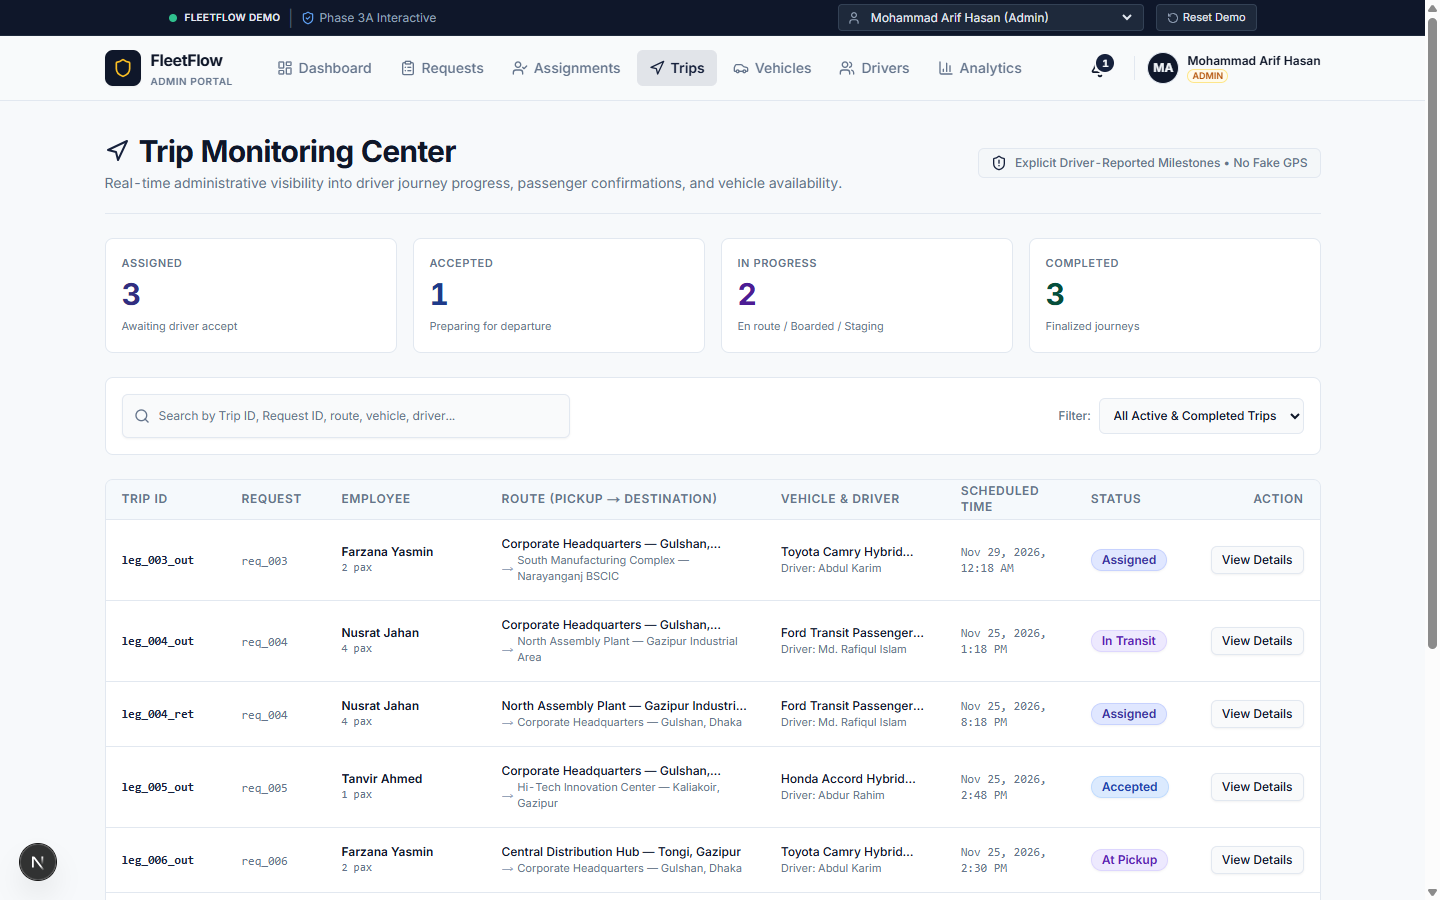 FLEETFLOW DEMO
Phase 3A Interactive
Mohammad Arif Hasan (Admin)
Reset Demo
FleetFlow
ADMIN PORTAL
Dashboard
Requests
Assignments
Trips
Vehicles
Drivers
Analytics
1
MA
Mohammad Arif Hasan
ADMIN
Trip Monitoring Center
Real-time administrative visibility into driver journey progress, passenger confirmations, and vehicle availability.
Explicit Driver-Reported Milestones • No Fake GPS
ASSIGNED
3
Awaiting driver accept
ACCEPTED
1
Preparing for departure
IN PROGRESS
2
En route / Boarded / Staging
COMPLETED
3
Finalized journeys
Search by Trip ID, Request ID, route, vehicle, driver...
Filter:
All Active & Completed Trips
TRIP ID
REQUEST
EMPLOYEE
ROUTE (PICKUP → DESTINATION)
VEHICLE & DRIVER
SCHEDULED
TIME
STATUS
ACTION
leg_003_out
req_003
Farzana Yasmin
2 pax
Corporate Headquarters — Gulshan,...
→ South Manufacturing Complex —
Narayanganj BSCIC
Toyota Camry Hybrid...
Driver: Abdul Karim
Nov 29, 2026,
12:18 AM
Assigned
View Details
leg_004_out
req_004
Nusrat Jahan
4 pax
Corporate Headquarters — Gulshan,...
→ North Assembly Plant — Gazipur Industrial
Area
Ford Transit Passenger...
Driver: Md. Rafiqul Islam
Nov 25, 2026,
1:18 PM
In Transit
View Details
leg_004_ret
req_004
Nusrat Jahan
4 pax
North Assembly Plant — Gazipur Industri...
→ Corporate Headquarters — Gulshan, Dhaka
Ford Transit Passenger...
Driver: Md. Rafiqul Islam
Nov 25, 2026,
8:18 PM
Assigned
View Details
leg_005_out
req_005
Tanvir Ahmed
1 pax
Corporate Headquarters — Gulshan,...
→ Hi-Tech Innovation Center — Kaliakoir,
Gazipur
Honda Accord Hybrid...
Driver: Abdur Rahim
Nov 25, 2026,
2:48 PM
Accepted
View Details
leg_006_out
req_006
Farzana Yasmin
2 pax
Central Distribution Hub — Tongi, Gazipur
→ Corporate Headquarters — Gulshan, Dhaka
Toyota Camry Hybrid...
Driver: Abdul Karim
Nov 25, 2026,
2:30 PM
At Pickup
View Details
N